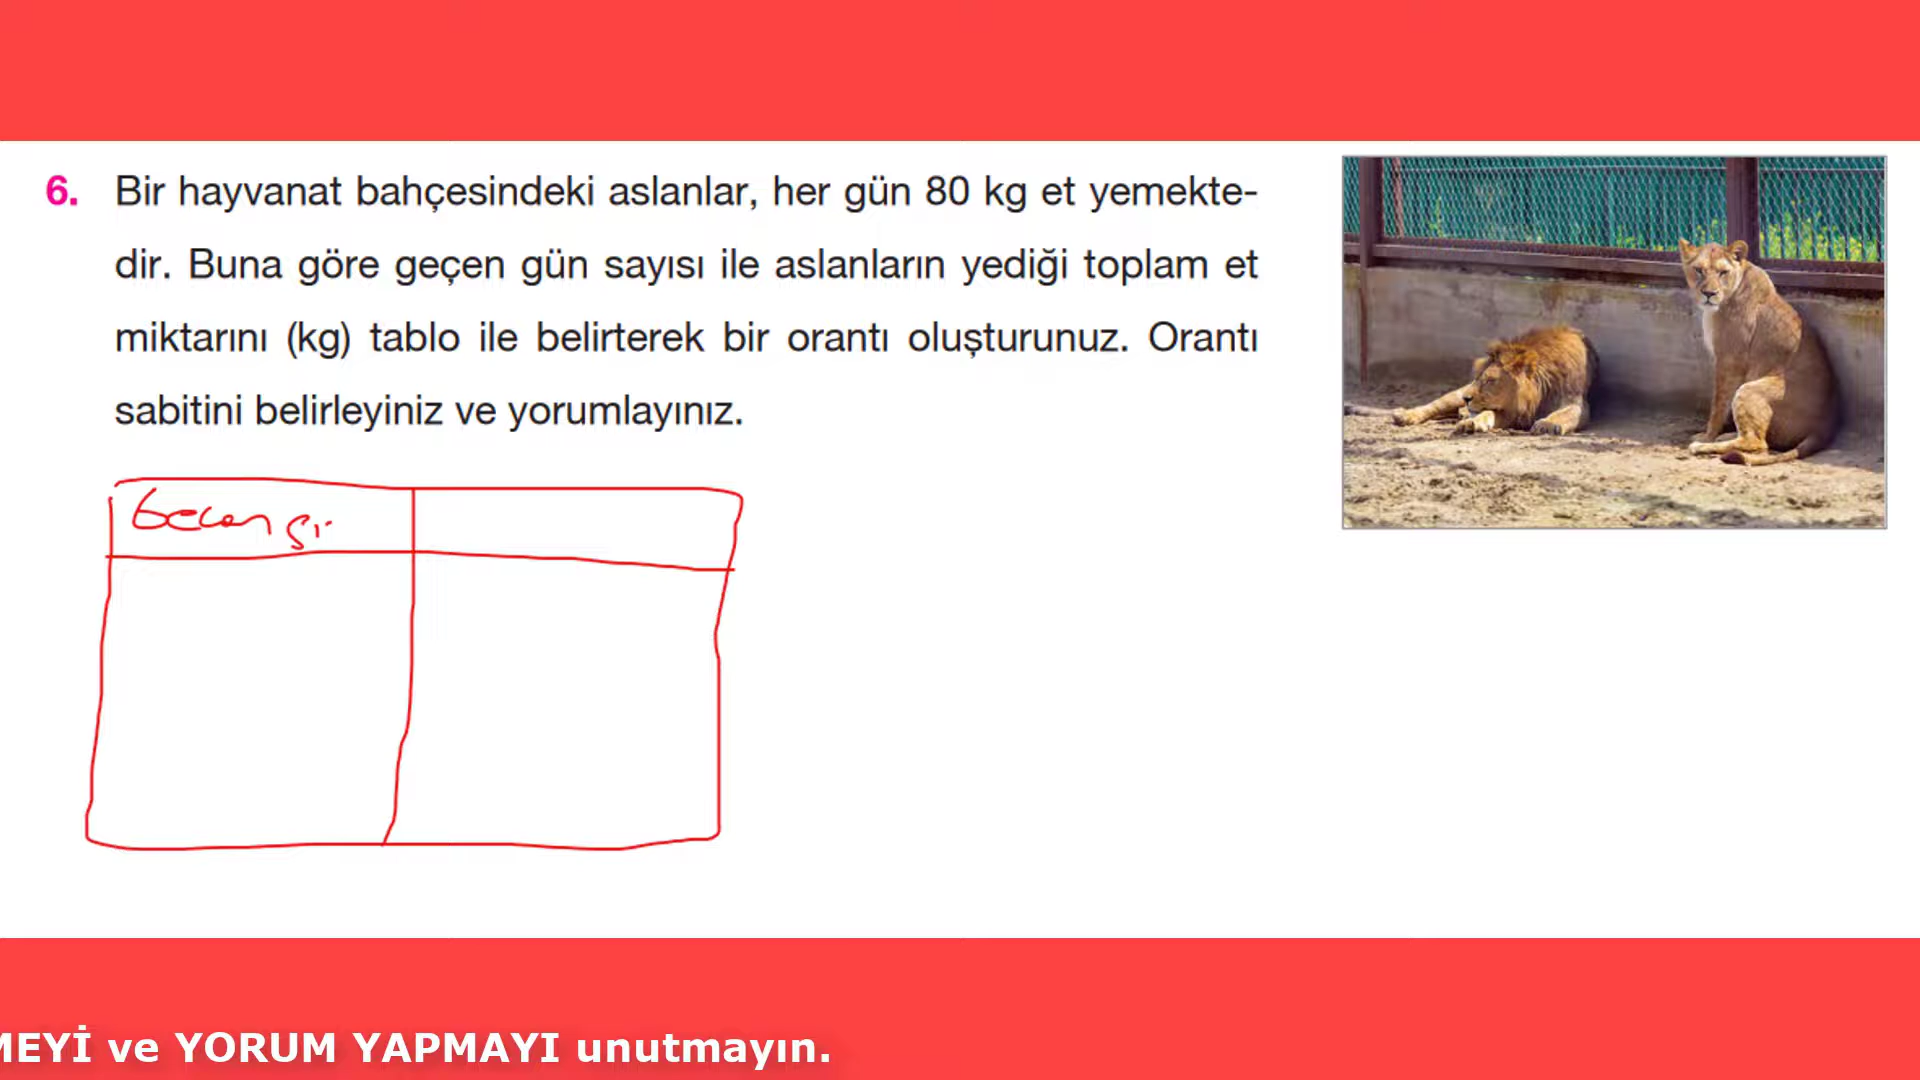 6. Bir hayvanat bahçesindeki aslanlar, her gün 80 kg et yemekte-
dir. Buna göre geçen gün sayısı ile aslanların yediği toplam et
miktarını (kg) tablo ile belirterek bir orantı oluşturunuz. Orantı
sabitini belirleyiniz ve yorumlayınız.
Gecen
MEYİ ve YORUM YAPMAYI unutmayın.